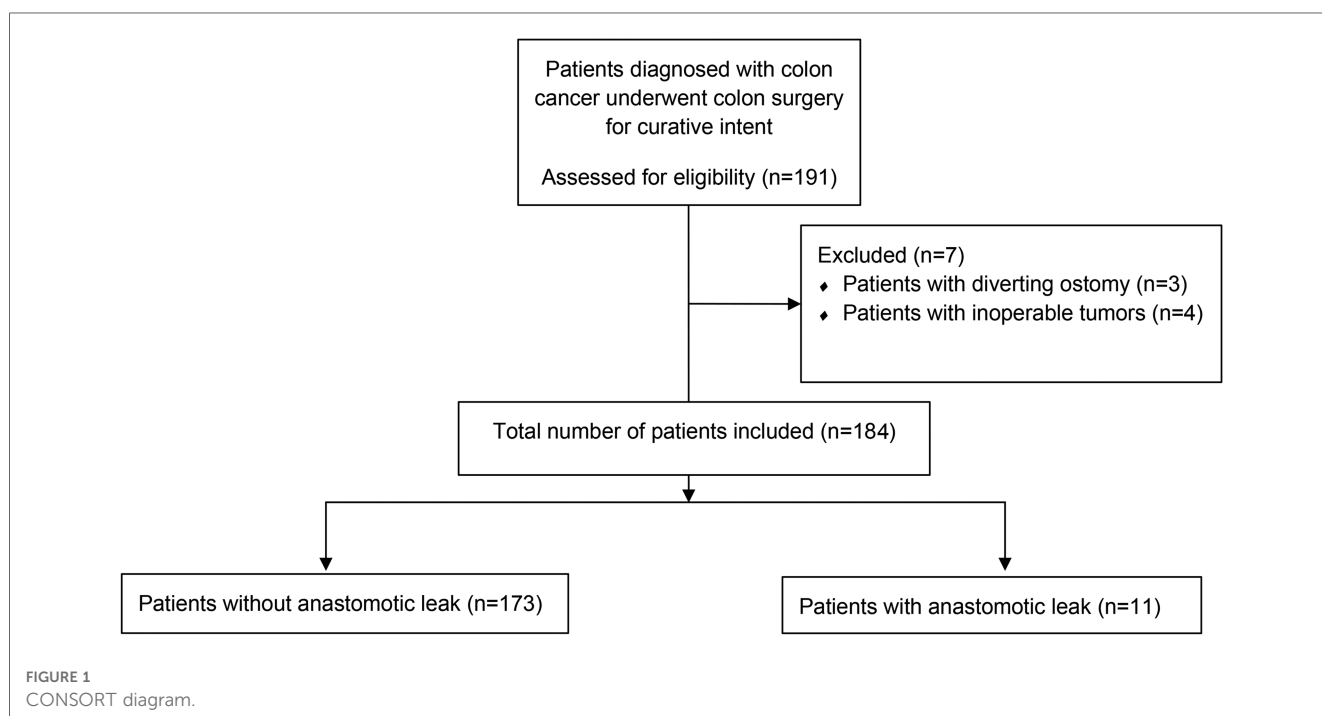 Patients diagnosed with colon
cancer underwent colon surgery
for curative intent
Assessed for eligibility (n=191)
Excluded (n=7)
♦ Patients with diverting ostomy (n=3)
♦ Patients with inoperable tumors (n=4)
Total number of patients included (n=184)
Patients without anastomotic leak (n=173)
Patients with anastomotic leak (n=11)
FIGURE 1
CONSORT diagram.